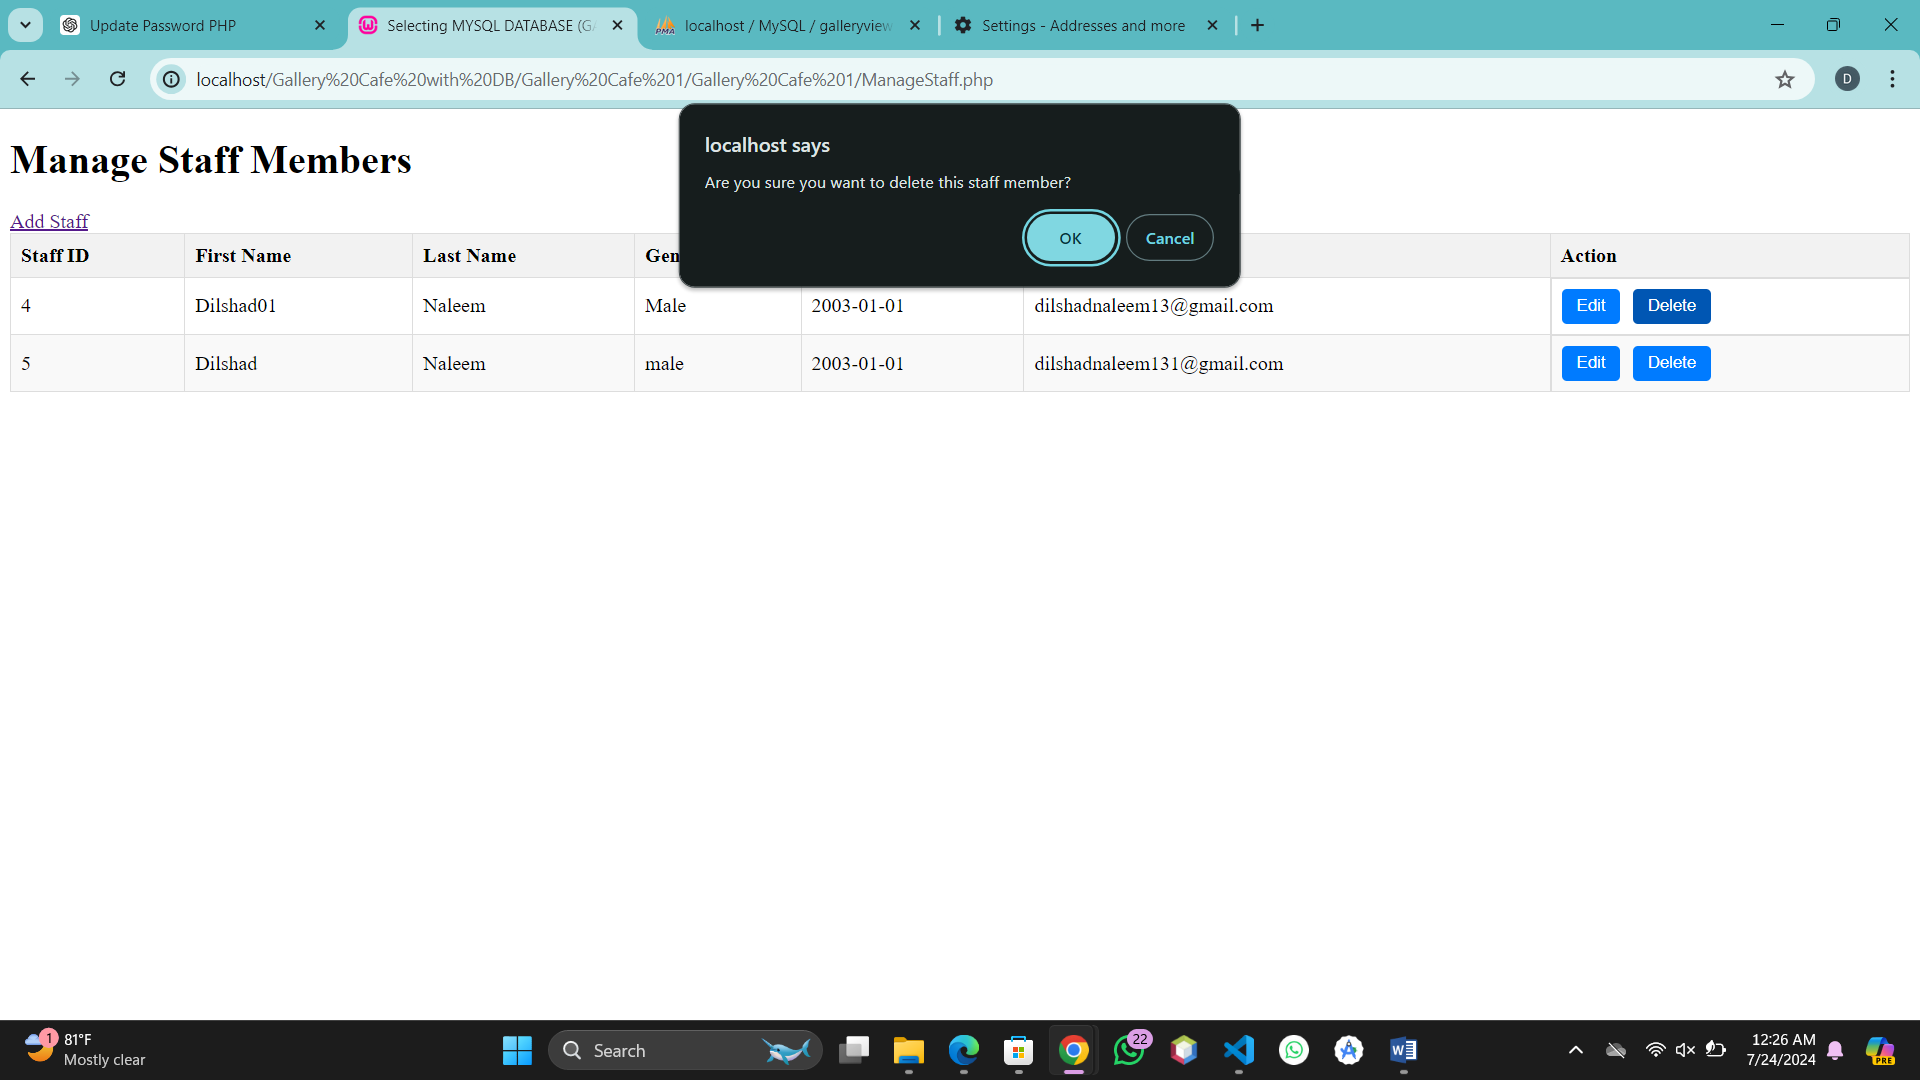 Update Password PHP
Selecting MYSQL DATABASE (GA
localhost / MySQL / galleryview
Settings - Addresses and more
localhost/Gallery%20Cafe%20with%20DB/Gallery%20Cafe%201/Gallery%20Cafe%201/ManageStaff.php
D
localhost says
Are you sure you want to delete this staff member?
OK Cancel
Manage Staff Members
Add Staff
Staff ID First Name Last Name Gen Action
4 Dilshad01 Naleem Male 2003-01-01 dilshadnaleem13@gmail.com Edit Delete
5 Dilshad Naleem male 2003-01-01 dilshadnaleem131@gmail.com Edit Delete
1
81°F
Mostly clear
Search
22
12:26 AM
7/24/2024
PRE